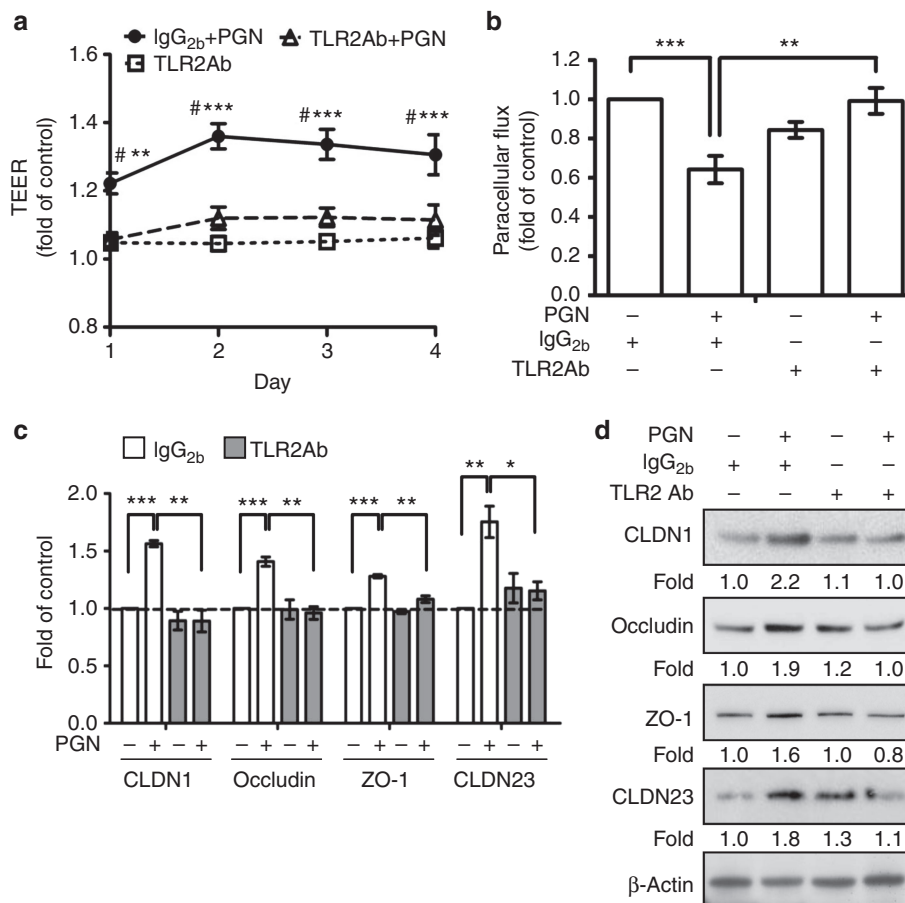 a
IgG2b+PGN
TLR2Ab+PGN
TLR2Ab
1.6
1.4
1.2
1.0
0.8
TEER
(fold of control)
# **
#***
#***
#***
1 2 3 4
Day
b
*** **
1.2
1.0
0.8
0.6
0.4
0.2
0.0
Paracellular flux
(fold of control)
PGN – + – +
IgG2b + + – –
TLR2Ab – – + +
c
IgG2b TLR2Ab
2.0
1.5
1.0
0.5
0.0
Fold of control
*** ** *** ** *** ** ** *
PGN – + – + – + – + – + – + – + – +
CLDN1 Occludin ZO-1 CLDN23
d
PGN – + – +
IgG2b + + – –
TLR2 Ab – – + +
CLDN1
Fold 1.0 2.2 1.1 1.0
Occludin
Fold 1.0 1.9 1.2 1.0
ZO-1
Fold 1.0 1.6 1.0 0.8
CLDN23
Fold 1.0 1.8 1.3 1.1
β-Actin